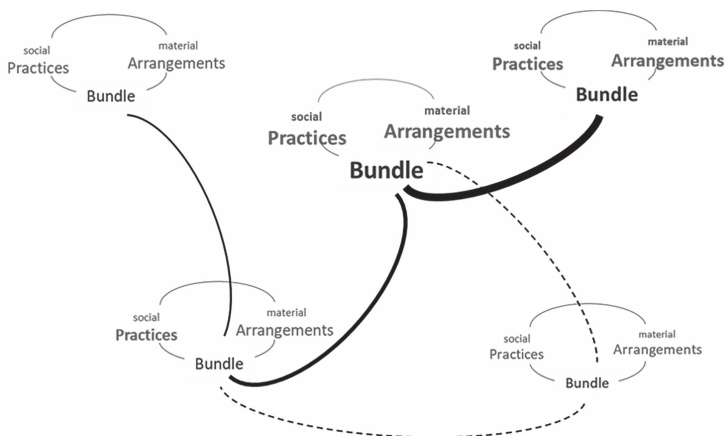 social
Practices
material
Arrangements
Bundle
social
Practices
material
Arrangements
Bundle
social
Practices
material
Arrangements
Bundle
social
Practices
material
Arrangements
Bundle
social
Practices
material
Arrangements
Bundle